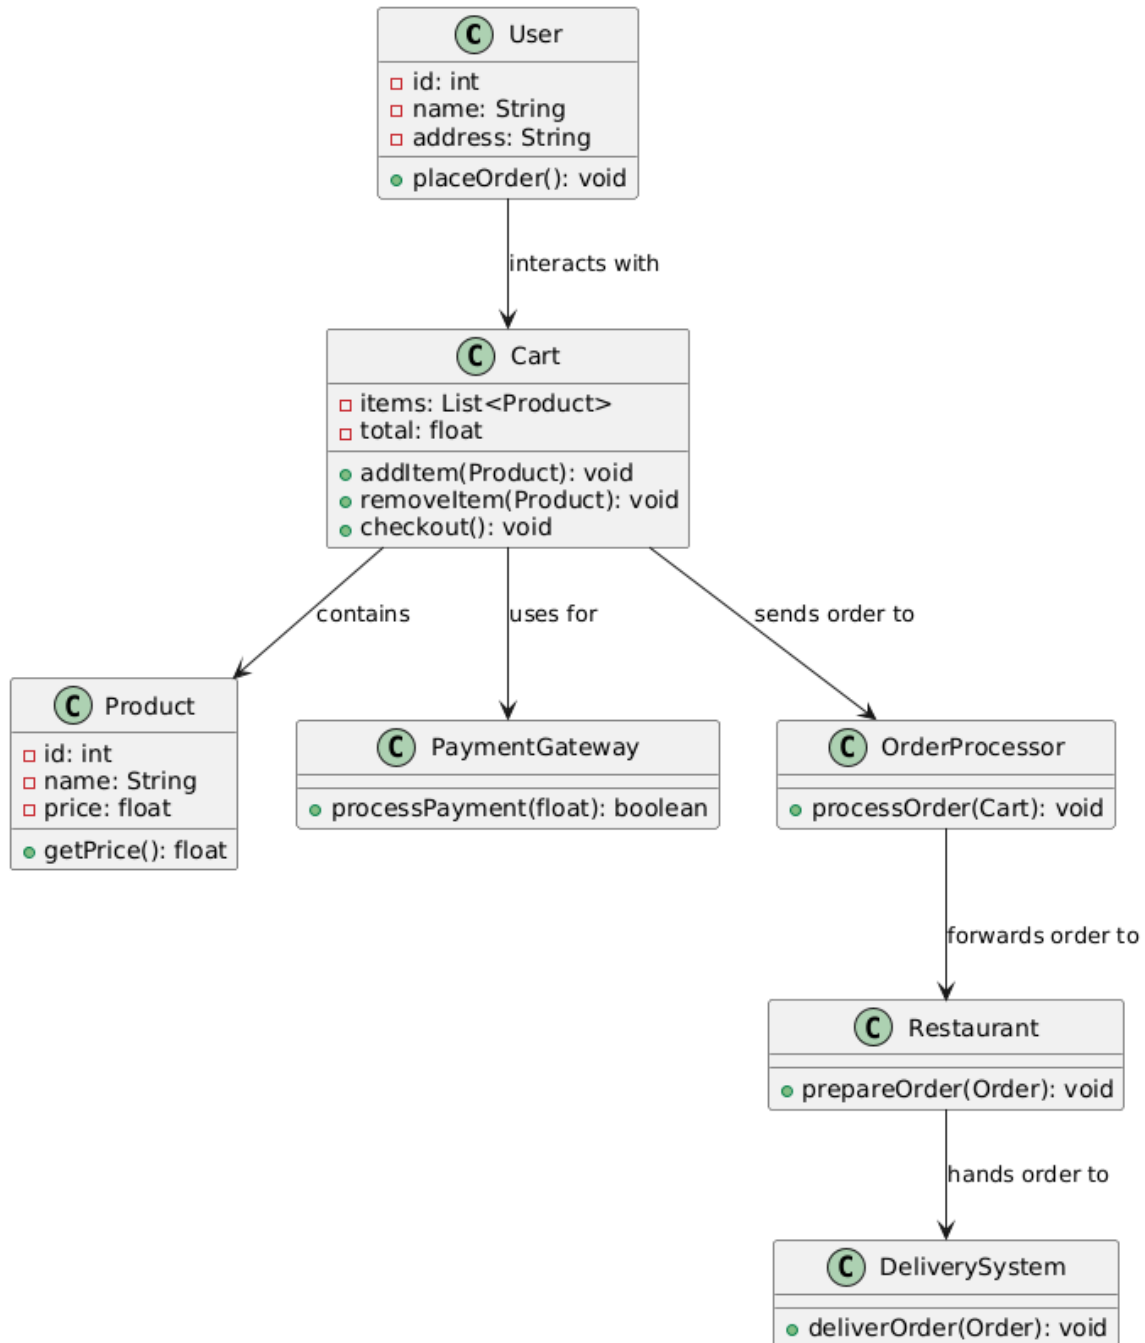 C User
id: int
name: String
address: String
placeOrder(): void
interacts with
C Cart
items: List<Product>
total: float
addItem(Product): void
removeItem(Product): void
checkout(): void
contains
uses for
sends order to
C Product
id: int
name: String
price: float
getPrice(): float
C PaymentGateway
processPayment(float): boolean
C OrderProcessor
processOrder(Cart): void
forwards order to
C Restaurant
prepareOrder(Order): void
hands order to
C DeliverySystem
deliverOrder(Order): void